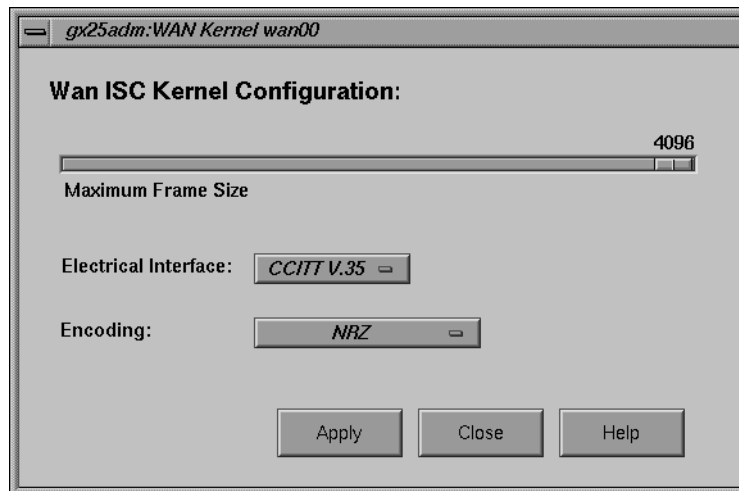 gx25adm:WAN Kernel wan00
Wan ISC Kernel Configuration:
4096
Maximum Frame Size
Electrical Interface: CCITT V.35
Encoding: NRZ
Apply Close Help